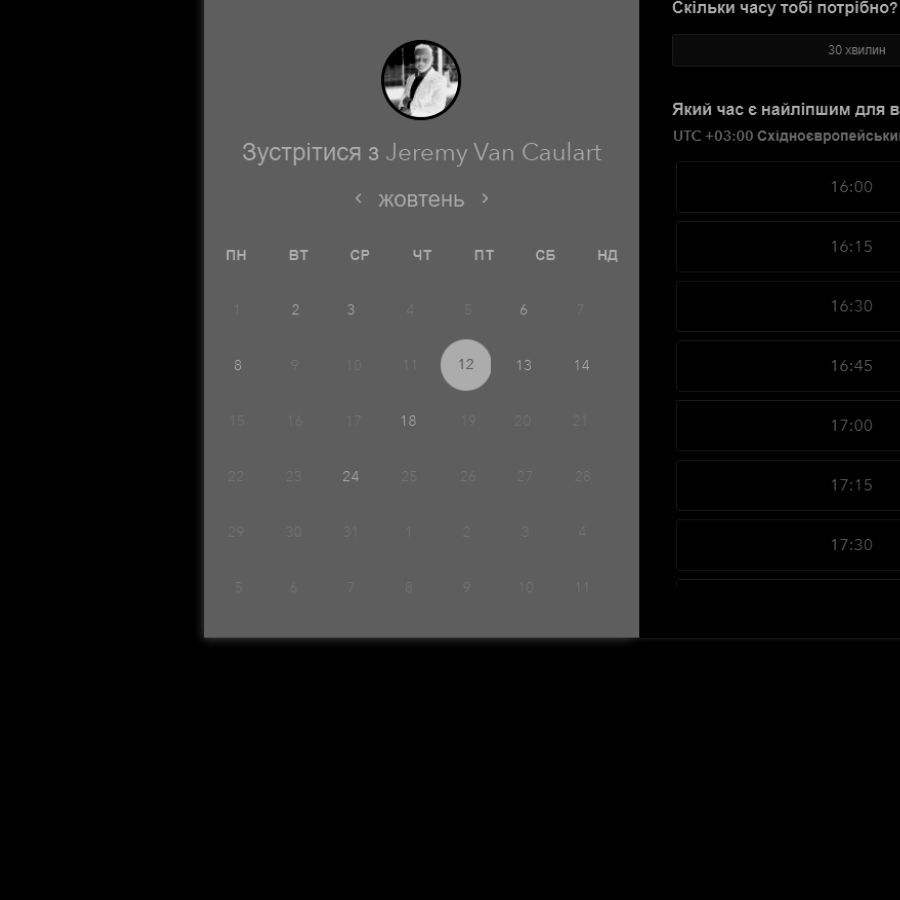 Зустрітися з Jeremy Van Caulart
жовтень
ПН ВТ СР ЧТ ПТ СБ НД
1 2 3 4 5 6 7
8 9 10 11 12 13 14
15 16 17 18 19 20 21
22 23 24 25 26 27 28
29 30 31 1 2 3 4
5 6 7 8 9 10 11
Скільки часу тобі потрібно?
30 хвилин
Який час є найліпшим для в
UTC +03:00 Східноєвропейськи
16:00
16:15
16:30
16:45
17:00
17:15
17:30